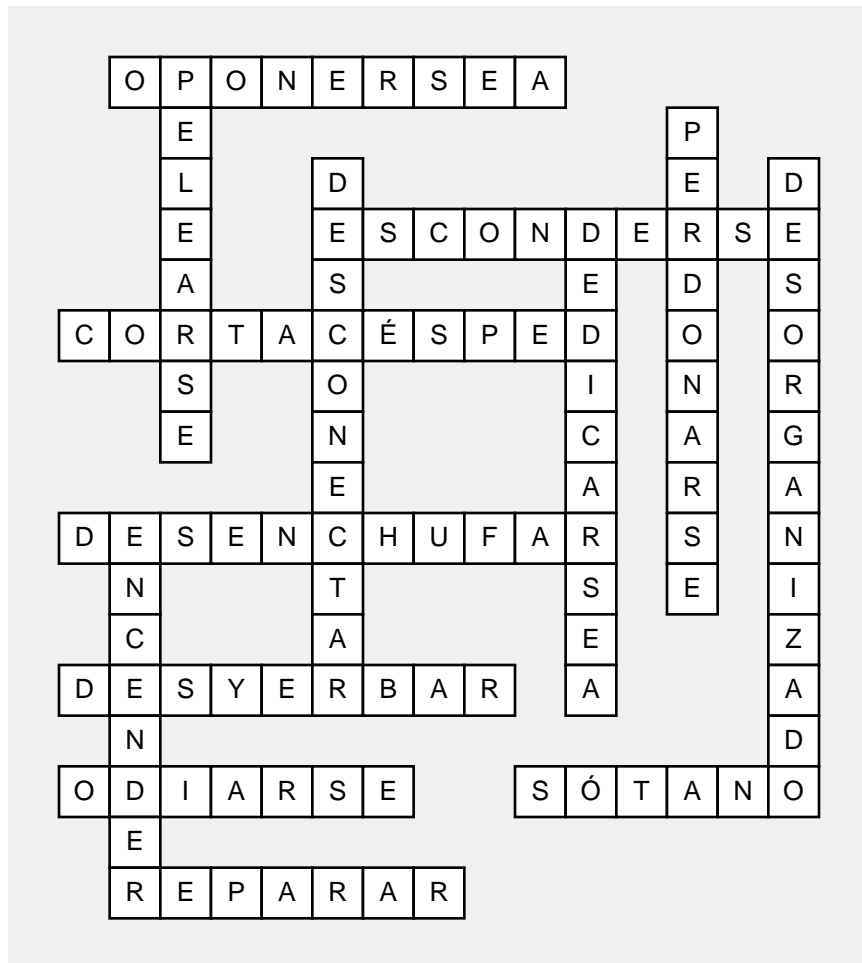 OPONERSEA
PELEARSE
PERDONARSE
DESCONECTAR
DESORGANIZADO
ESCONDERSE
DEDICARSEA
CORTACÉSPED
DESENCHUFAR
ENCENDER
DESYERBAR
ODIARSE
SÓTANO
REPARAR